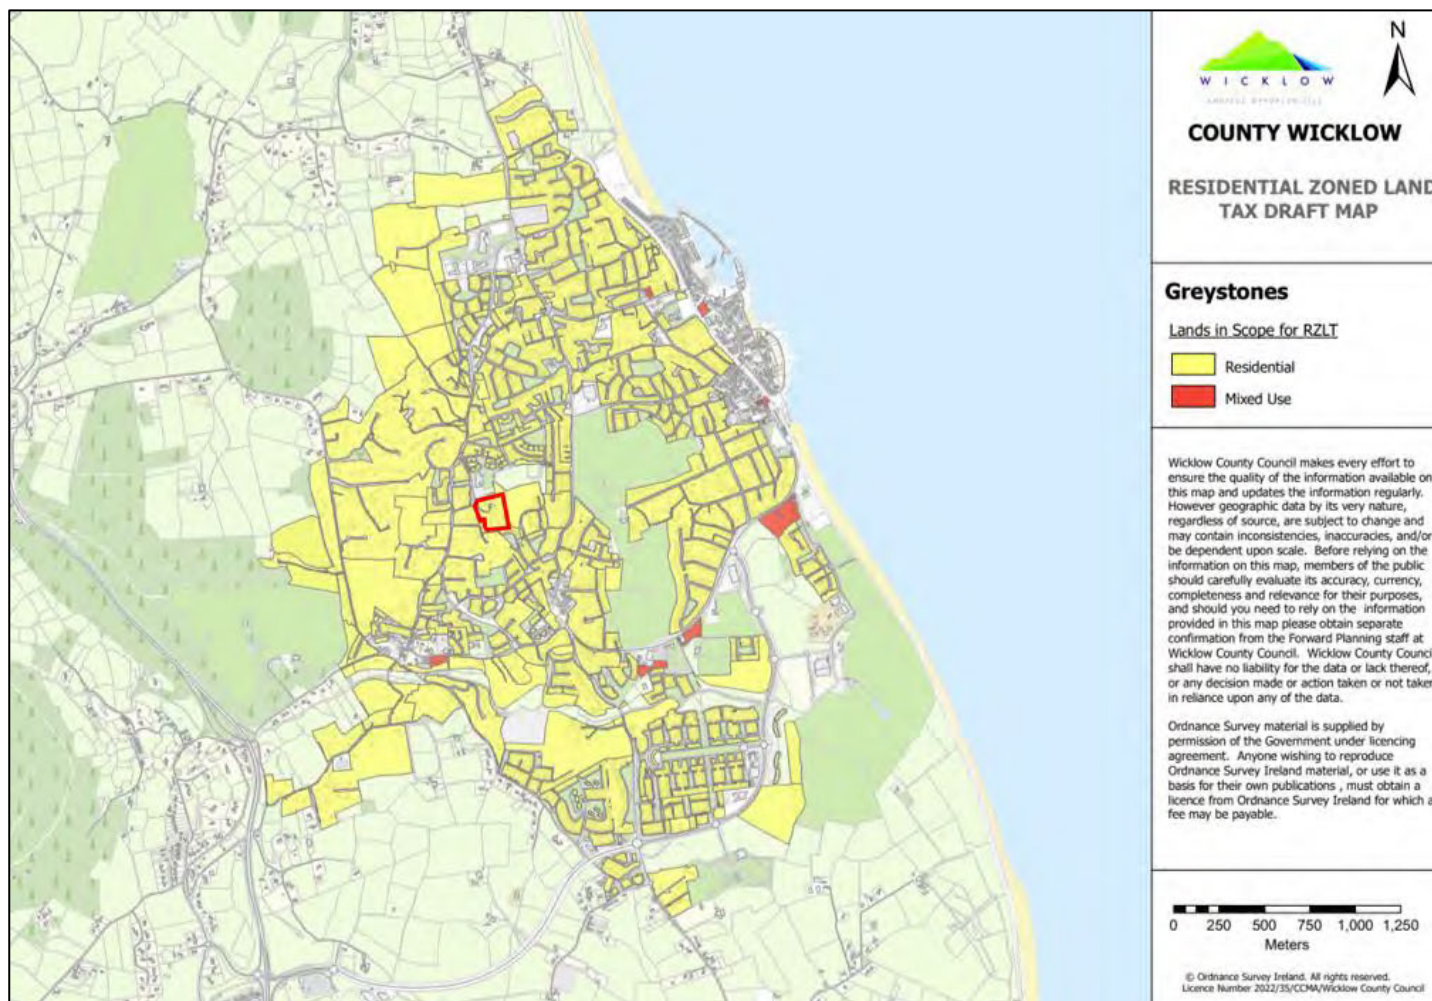 N
WICKLOW
COUNTY WICKLOW
RESIDENTIAL ZONED LAND
TAX DRAFT MAP
Greystones
Lands in Scope for RZLT
Residential
Mixed Use
Wicklow County Council makes every effort to
ensure the quality of the information available on
this map and updates the information regularly.
However geographic data by its very nature,
regardless of source, are subject to change and
may contain inconsistencies, inaccuracies, and/or
be dependent upon scale. Before relying on the
information on this map, members of the public
should carefully evaluate its accuracy, currency,
completeness and relevance for their purposes,
and should you need to rely on the information
provided in this map please obtain separate
confirmation from the Forward Planning staff at
Wicklow County Council. Wicklow County Counci
shall have no liability for the data or lack thereof,
or any decision made or action taken or not taken
in reliance upon any of the data.
Ordnance Survey material is supplied by
permission of the Government under licencing
agreement. Anyone wishing to reproduce
Ordnance Survey Ireland material, or use it as a
basis for their own publications , must obtain a
licence from Ordnance Survey Ireland for which a
fee may be payable.
0 250 500 750 1,000 1,250
Meters
© Ordnance Survey Ireland. All rights reserved.
Licence Number 2022/35/CCMA/Wicklow County Council